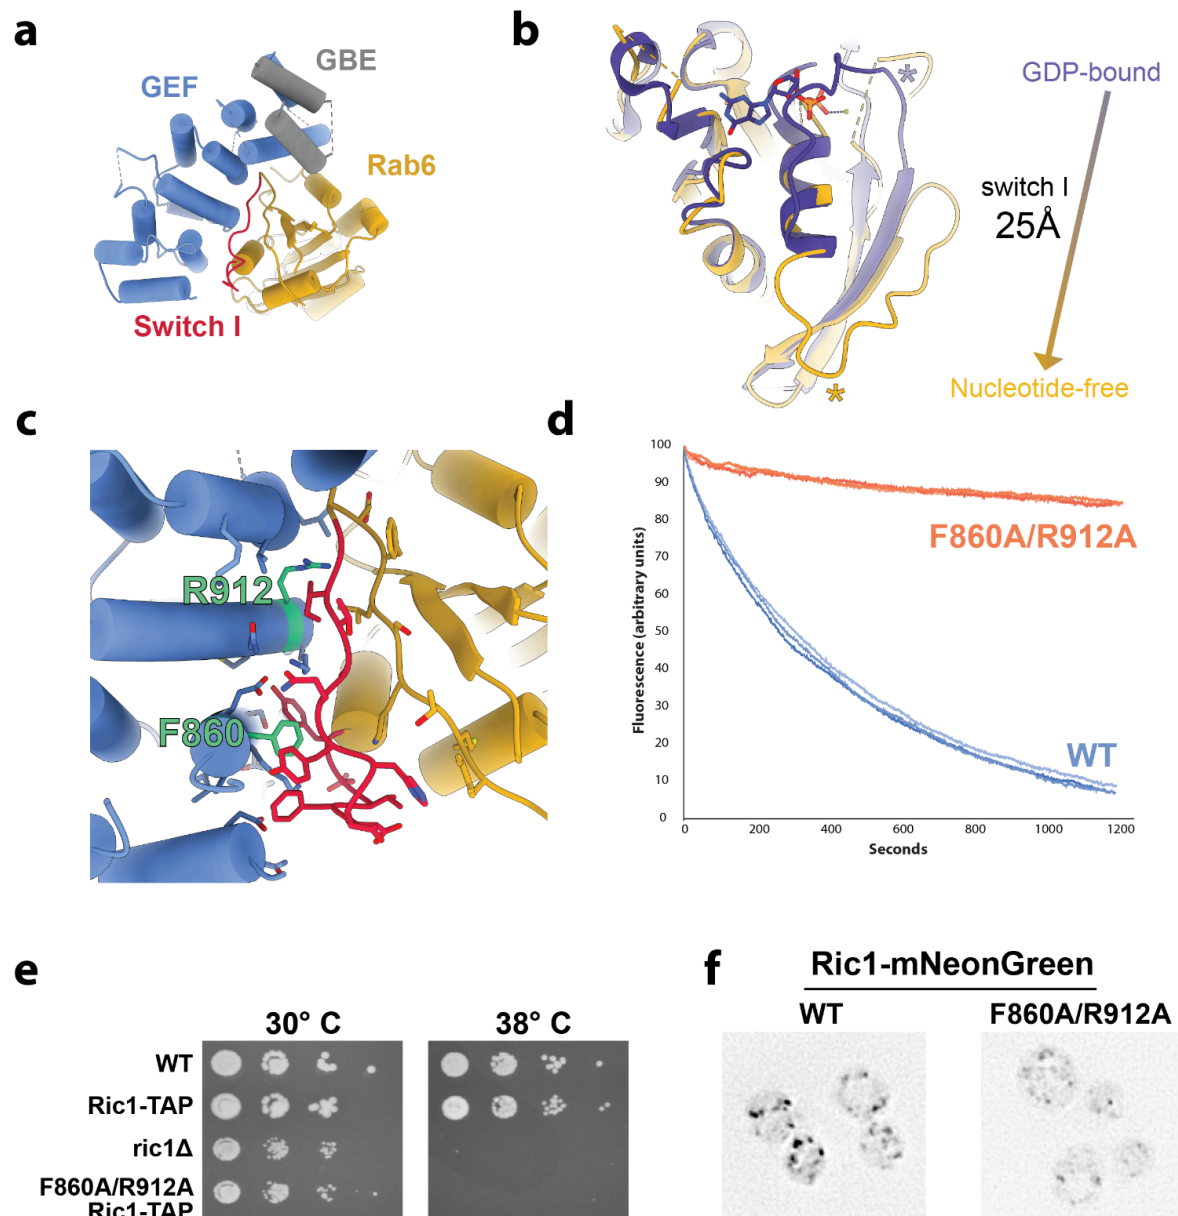 a
GEF
GBE
Rab6
Switch I
b
*
GDP-bound
switch I
25Å
Nucleotide-free
*
c
R912
F860
d
100
90
80
70
60
50
40
30
20
10
0
Fluorescence (arbitrary units)
F860A/R912A
WT
0 200 400 600 800 1000 1200
Seconds
e
30° C 38° C
WT
Ric1-TAP
ric1Δ
F860A/R912A
Ric1-TAP
f
Ric1-mNeonGreen
WT F860A/R912A